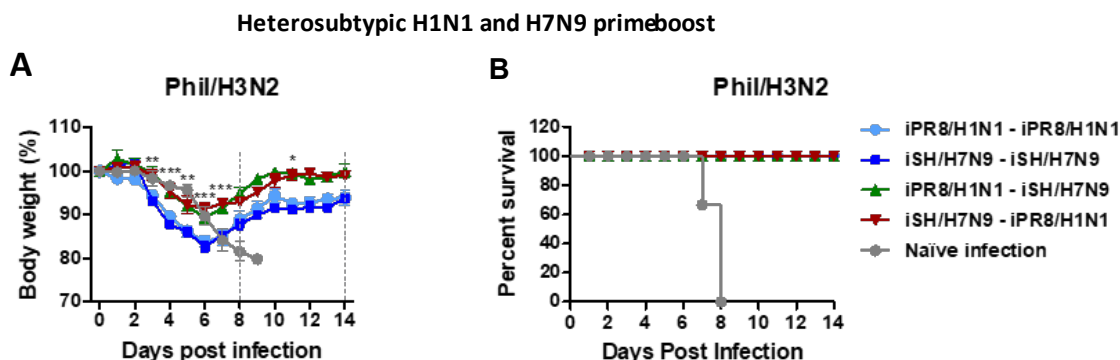 Heterosubtypic H1N1 and H7N9 primeboost
A
Phil/H3N2
Body weight (%)
110
100
90
80
70
**
***
**
***
***
*
0 2 4 6 8 10 12 14
Days post infection
B
Phil/H3N2
Percent survival
120
100
80
60
40
20
0
0 2 4 6 8 10 12 14
Days Post Infection
iPR8/H1N1 - iPR8/H1N1
iSH/H7N9 - iSH/H7N9
iPR8/H1N1 - iSH/H7N9
iSH/H7N9 - iPR8/H1N1
Naïve infection